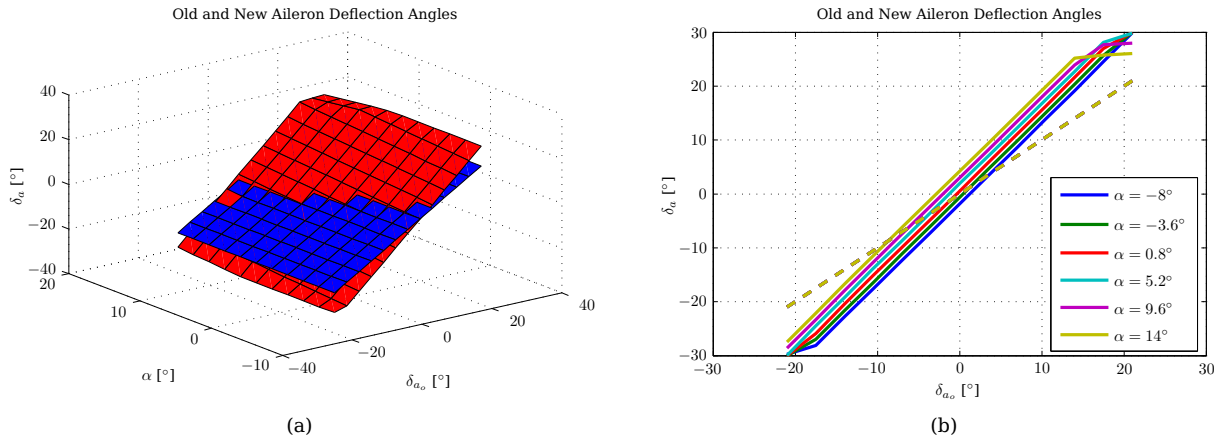 Old and New Aileron Deflection Angles
40
20
0
−20
−40
δₐ [°]
20
10
0
−10
α [°]
−40
−20
0
20
40
δₐₒ [°]
(a)
Old and New Aileron Deflection Angles
30
20
10
0
−10
−20
−30
δₐ [°]
−30
−20
−10
0
10
20
30
δₐₒ [°]
α = −8°
α = −3.6°
α = 0.8°
α = 5.2°
α = 9.6°
α = 14°
(b)